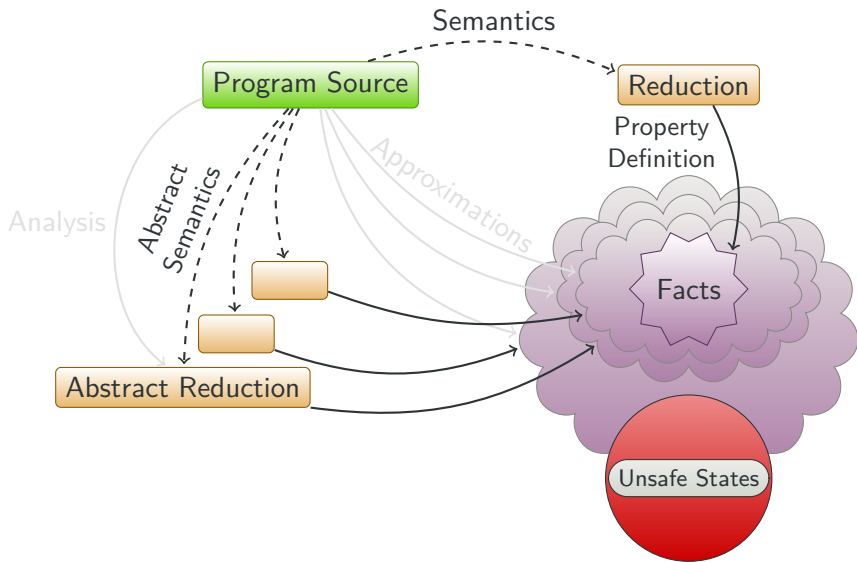 Semantics
Program Source
Reduction
Property
Definition
Approximations
Abstract
Semantics
Analysis
Facts
Abstract Reduction
Unsafe States